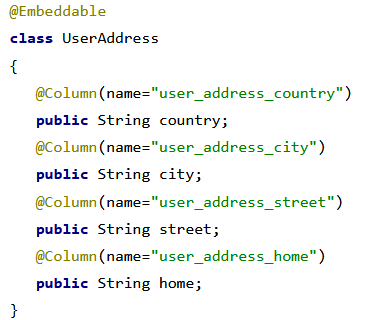 @Embeddable
class UserAddress
{
   @Column(name="user_address_country")
   public String country;
   @Column(name="user_address_city")
   public String city;
   @Column(name="user_address_street")
   public String street;
   @Column(name="user_address_home")
   public String home;
}